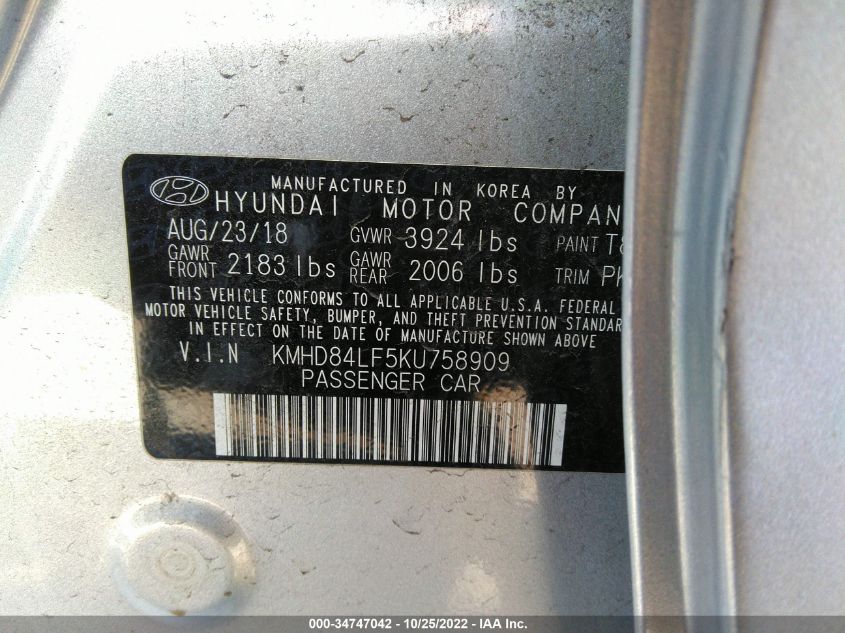 MANUFACTURED IN KOREA BY
HYUNDAI MOTOR COMPAN
AUG/23/18 GVWR 3924 lbs PAINT T8
GAWR FRONT 2183 lbs GAWR REAR 2006 lbs TRIM PK
THIS VEHICLE CONFORMS TO ALL APPLICABLE U.S.A. FEDERAL
MOTOR VEHICLE SAFETY, BUMPER, AND THEFT PREVENTION STANDAR
IN EFFECT ON THE DATE OF MANUFACTURE SHOWN ABOVE
V.I.N KMHD84LF5KU758909
PASSENGER CAR
000-34747042 - 10/25/2022 - IAA Inc.